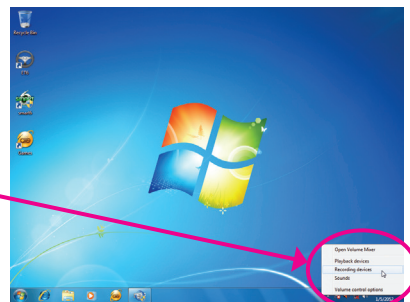 Recycle Bin
Open Volume Mixer
Playback devices
Recording devices
Sounds
Volume control options